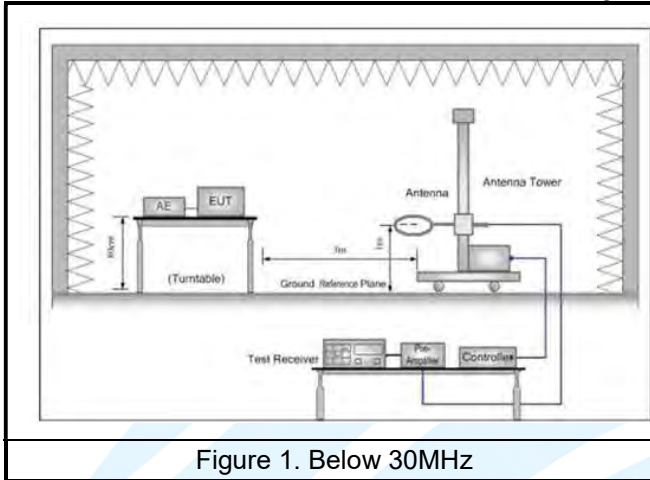 AE
EUT
80cm
(Turntable)
3m
1m
Antenna
Antenna Tower
Ground Reference Plane
Test Receiver
Pre-
Amplifier
Controller
Figure 1. Below 30MHz